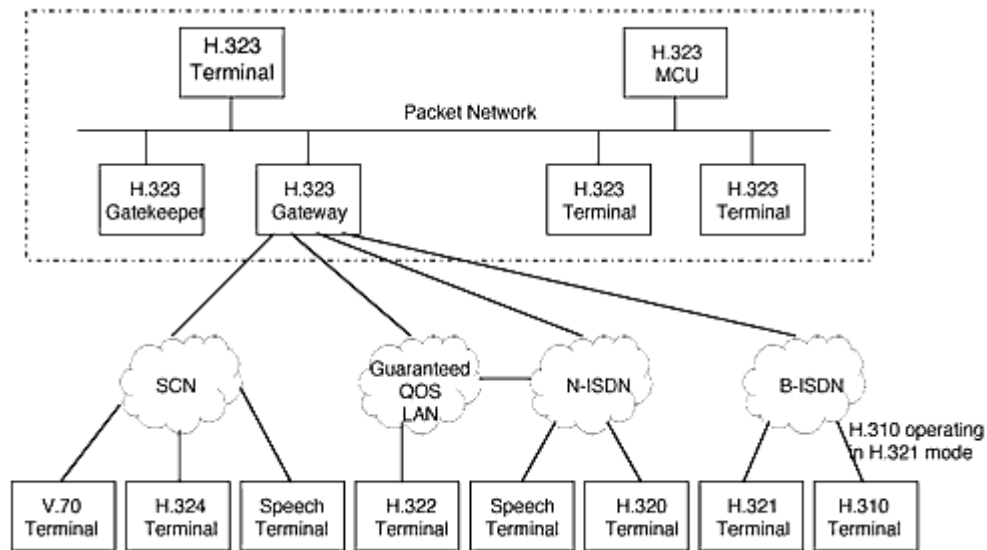 H.323
Terminal
H.323
MCU
Packet Network
H.323
Gatekeeper
H.323
Gateway
H.323
Terminal
H.323
Terminal
SCN
Guaranteed
QOS
LAN
N-ISDN
B-ISDN
H.310 operating
in H.321 mode
V.70
Terminal
H.324
Terminal
Speech
Terminal
H.322
Terminal
Speech
Terminal
H.320
Terminal
H.321
Terminal
H.310
Terminal